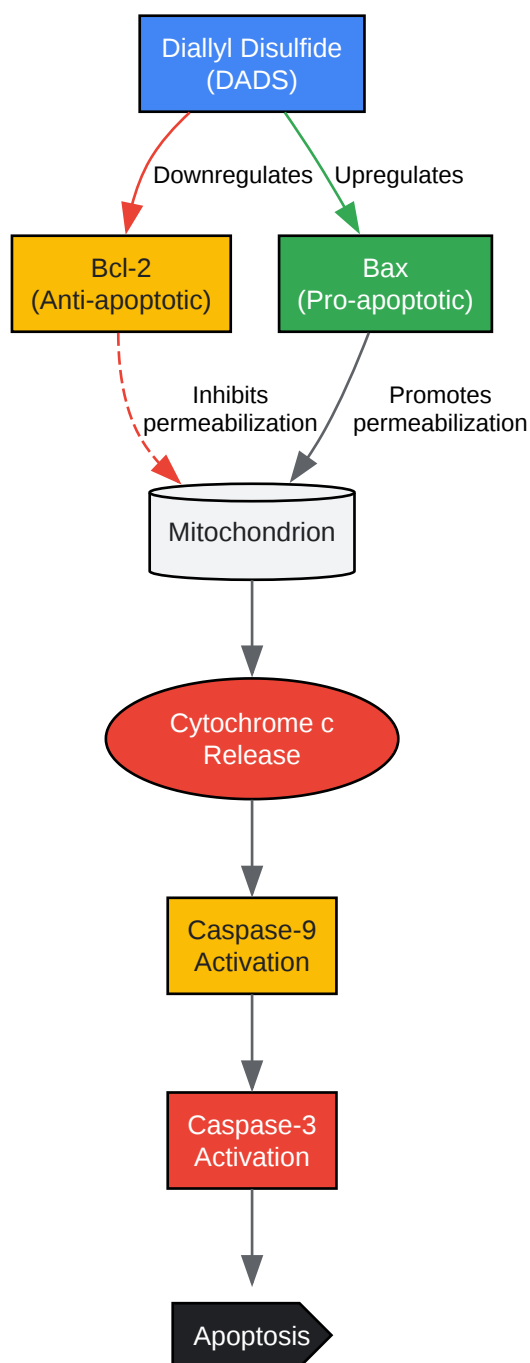 Diallyl Disulfide
(DADS)
Downregulates
Upregulates
Bcl-2
(Anti-apoptotic)
Bax
(Pro-apoptotic)
Inhibits
permeabilization
Promotes
permeabilization
Mitochondrion
Cytochrome c
Release
Caspase-9
Activation
Caspase-3
Activation
Apoptosis